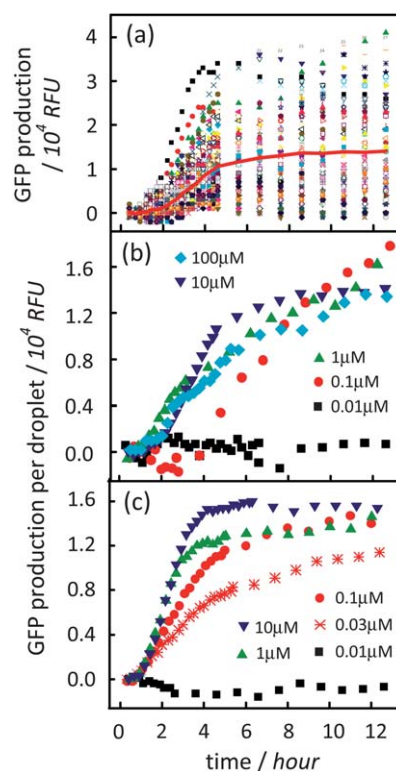 (a)
4
3
2
1
0
GFP production
/ 10⁴ RFU
(b)
100µM
10µM
1µM
0.1µM
0.01µM
1.6
1.2
0.8
0.4
0.0
(c)
0.1µM
10µM
0.03µM
1µM
0.01µM
1.6
1.2
0.8
0.4
0.0
GFP production per droplet / 10⁴ RFU
0 2 4 6 8 10 12
time / hour